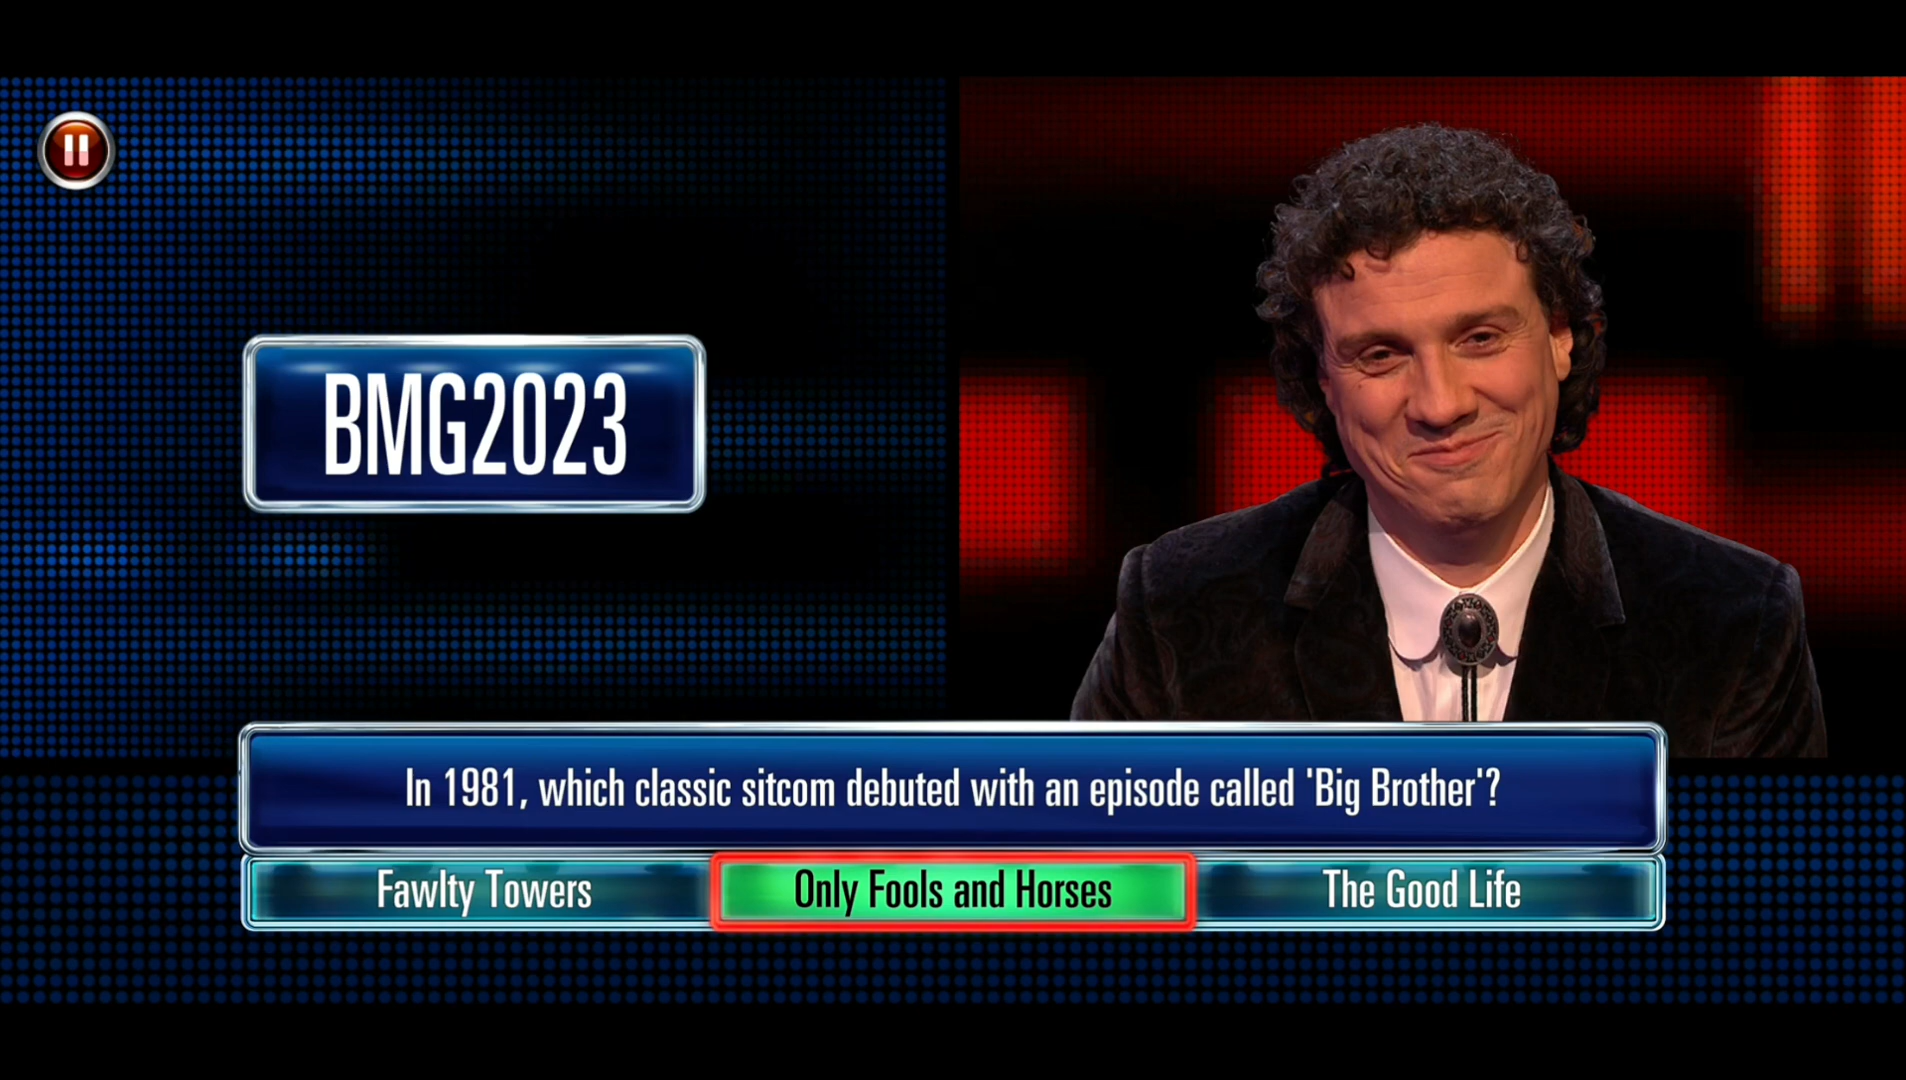 BMG2023
In 1981, which classic sitcom debuted with an episode called 'Big Brother'?
Fawlty Towers
Only Fools and Horses
The Good Life